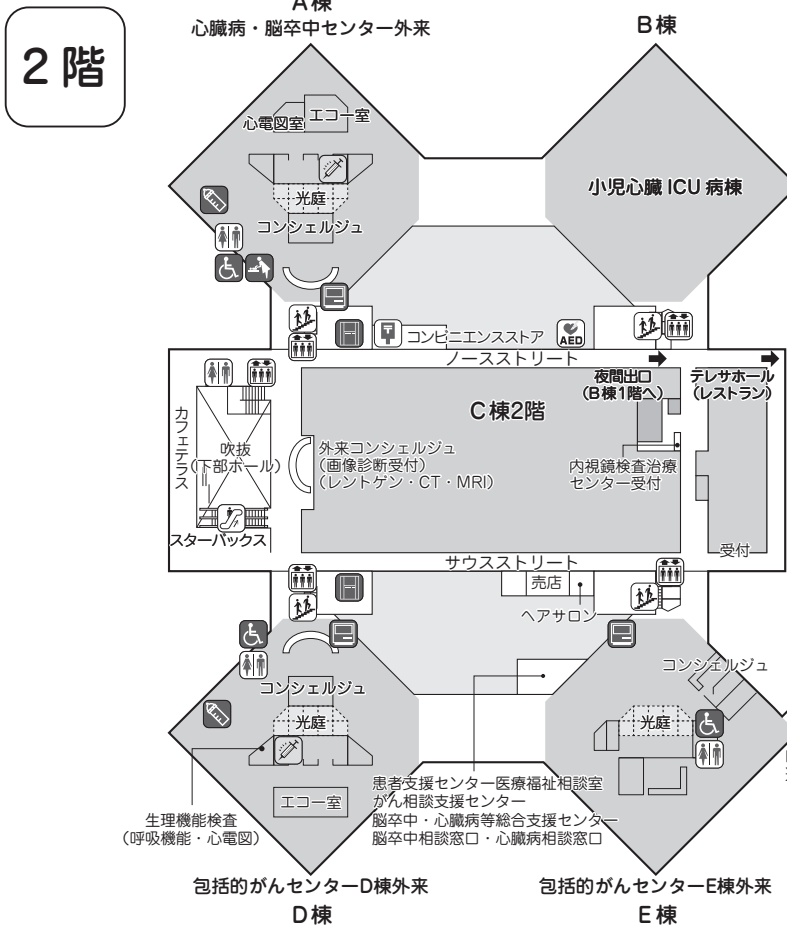 A棟
心臓病・脳卒中センター外来
B棟
2階
心電図室
エコー室
小児心臓 ICU 病棟
光庭
コンシェルジュ
コンビニエンスストア
AED
ノースストリート
夜間出口
(B棟1階へ)
テレサホール
(レストラン)
C棟2階
カフェテラス
吹抜
(下部ホール)
外来コンシェルジュ
(画像診断受付)
(レントゲン・CT・MRI)
内視鏡検査治療
センター受付
スターバックス
受付
サウスストリート
売店
ヘアサロン
コンシェルジュ
コンシェルジュ
光庭
光庭
エコー室
生理機能検査
(呼吸機能・心電図)
患者支援センター医療福祉相談室
がん相談支援センター
脳卒中・心臓病等総合支援センター
脳卒中相談窓口・心臓病相談窓口
包括的がんセンターD棟外来
D棟
包括的がんセンターE棟外来
E棟